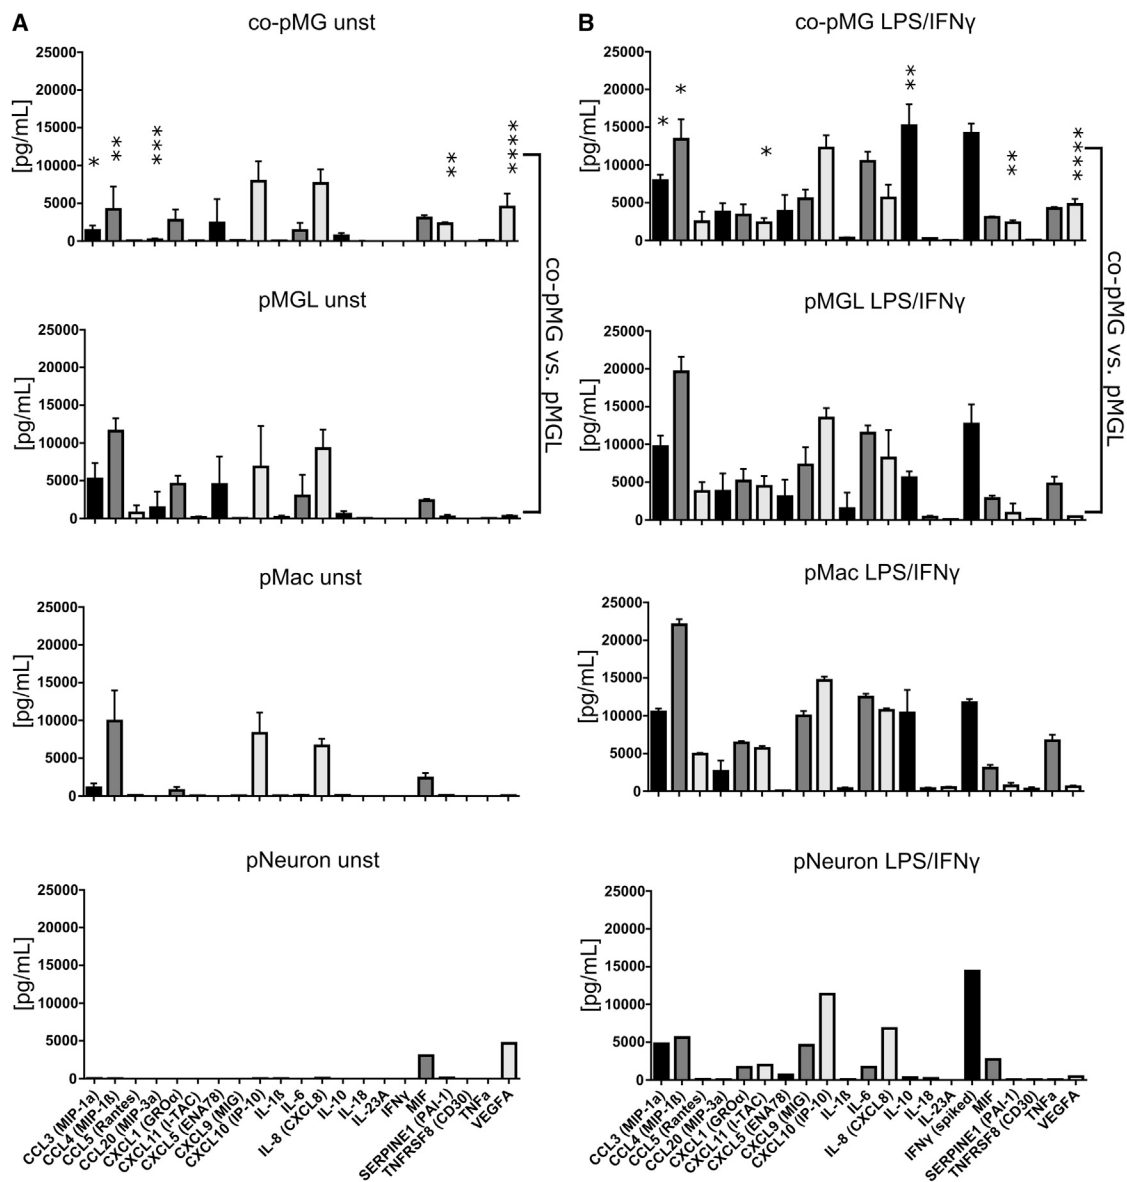 A
co-pMG unst
25000
20000
15000
10000
5000
0
[pg/mL]
*
**
***
**
****
co-pMG vs. pMGL
pMGL unst
25000
20000
15000
10000
5000
0
[pg/mL]
pMac unst
25000
20000
15000
10000
5000
0
[pg/mL]
pNeuron unst
25000
20000
15000
10000
5000
0
[pg/mL]
CCL3 (MIP-1a)
CCL4 (MIP-1ß)
CCL5 (Rantes)
CCL20 (MIP-3a)
CXCL1 (GROα)
CXCL11 (I-TAC)
CXCL5 (ENA78)
CXCL9 (MIG)
CXCL10 (IP-10)
IL-1ß
IL-6
IL-8 (CXCL8)
IL-10
IL-18
IL-23A
IFNγ
MIF
SERPINE1 (PAI-1)
TNFRSF8 (CD30)
TNFa
VEGFA
B
co-pMG LPS/IFNγ
25000
20000
15000
10000
5000
0
[pg/mL]
*
*
*
**
**
****
co-pMG vs. pMGL
pMGL LPS/IFNγ
25000
20000
15000
10000
5000
0
[pg/mL]
pMac LPS/IFNγ
25000
20000
15000
10000
5000
0
[pg/mL]
pNeuron LPS/IFNγ
25000
20000
15000
10000
5000
0
[pg/mL]
CCL3 (MIP-1a)
CCL4 (MIP-1ß)
CCL5 (Rantes)
CCL20 (MIP-3a)
CXCL1 (GROα)
CXCL11 (I-TAC)
CXCL5 (ENA78)
CXCL9 (MIG)
CXCL10 (IP-10)
IL-1ß
IL-6
IL-8 (CXCL8)
IL-10
IL-18
IL-23A
IFNγ (spiked)
MIF
SERPINE1 (PAI-1)
TNFRSF8 (CD30)
TNFa
VEGFA